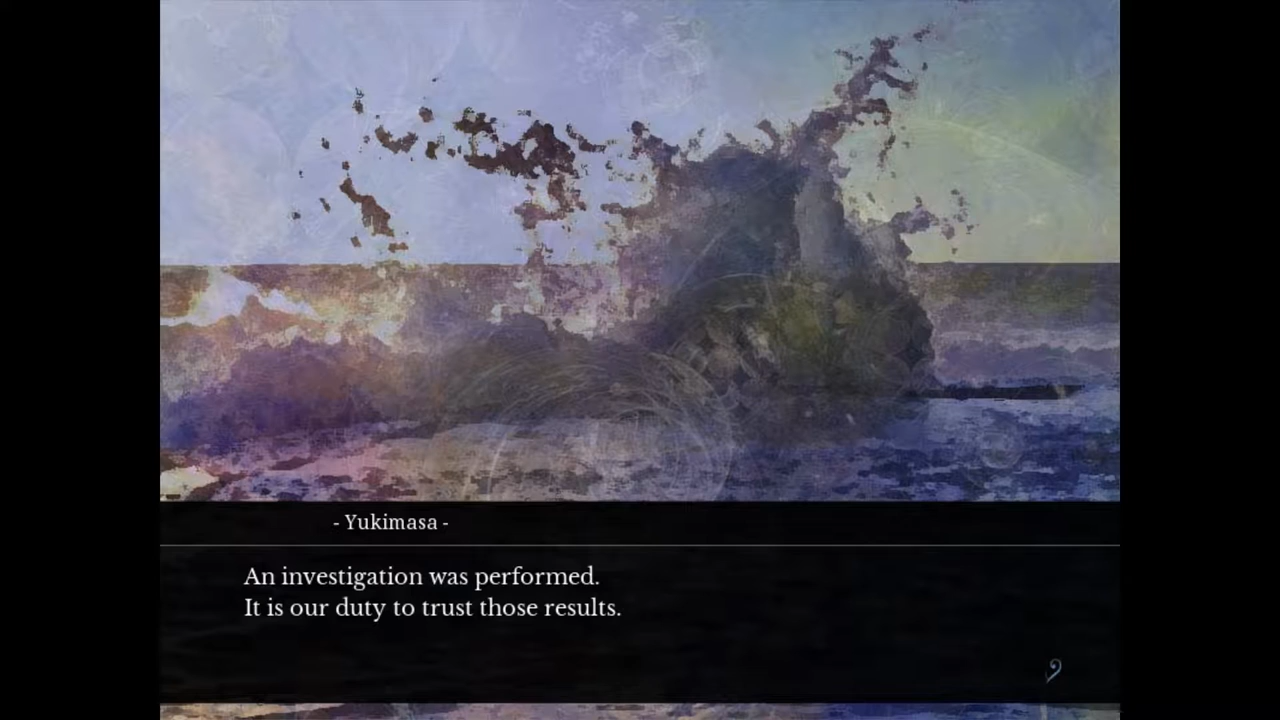 - Yukimasa -
An investigation was performed.
It is our duty to trust those results.